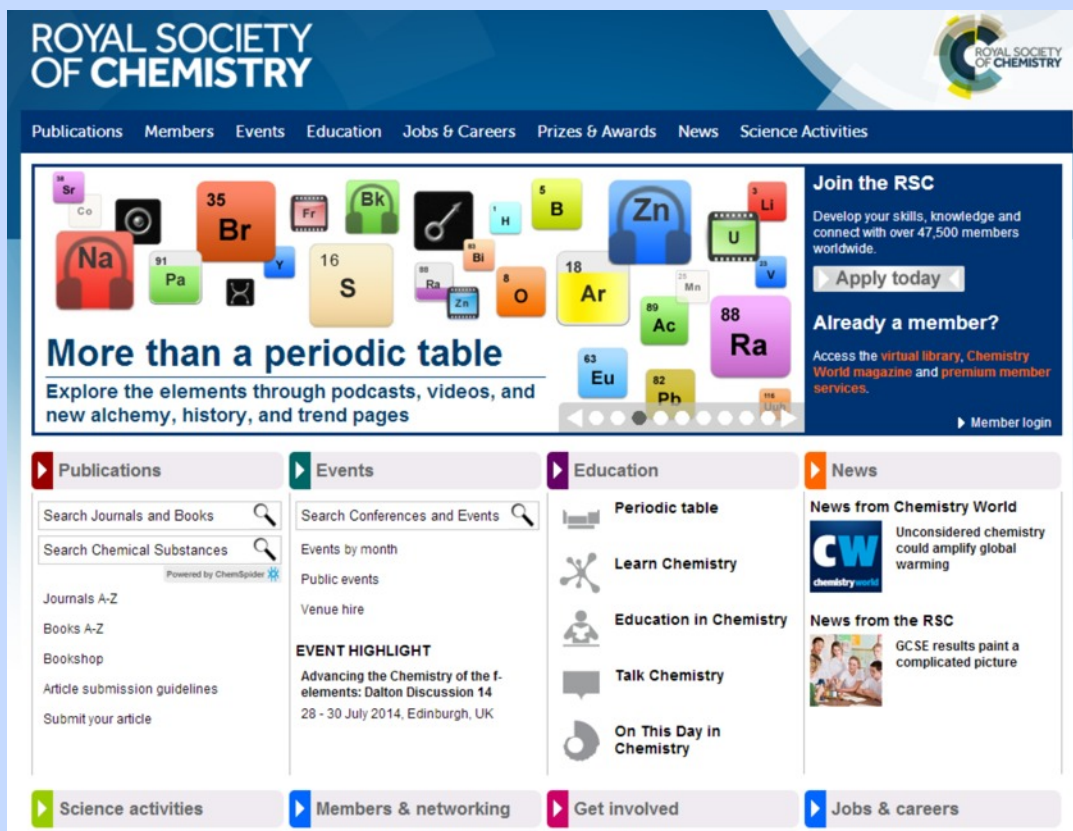 ROYAL SOCIETY
OF CHEMISTRY
ROYAL SOCIETY
OF CHEMISTRY
Publications Members Events Education Jobs & Careers Prizes & Awards News Science Activities
38
Sr
Co
Na
91
Pa
35
Br
Y
Fr
16
S
Bk
88
Ra
Zn
83
Bi
1
H
8
O
5
B
18
Ar
Zn
89
Ac
25
Mn
U
3
Li
23
V
88
Ra
63
Eu
82
Pb
116
Uuh
More than a periodic table
Explore the elements through podcasts, videos, and
new alchemy, history, and trend pages
Join the RSC
Develop your skills, knowledge and
connect with over 47,500 members
worldwide.
Apply today
Already a member?
Access the virtual library, Chemistry
World magazine and premium member
services.
Member login
Publications
Search Journals and Books
Search Chemical Substances
Powered by ChemSpider
Journals A-Z
Books A-Z
Bookshop
Article submission guidelines
Submit your article
Events
Search Conferences and Events
Events by month
Public events
Venue hire
EVENT HIGHLIGHT
Advancing the Chemistry of the f-
elements: Dalton Discussion 14
28 - 30 July 2014, Edinburgh, UK
Education
Periodic table
Learn Chemistry
Education in Chemistry
Talk Chemistry
On This Day in
Chemistry
News
News from Chemistry World
CW
chemistryworld
Unconsidered chemistry
could amplify global
warming
News from the RSC
GCSE results paint a
complicated picture
Science activities
Members & networking
Get involved
Jobs & careers